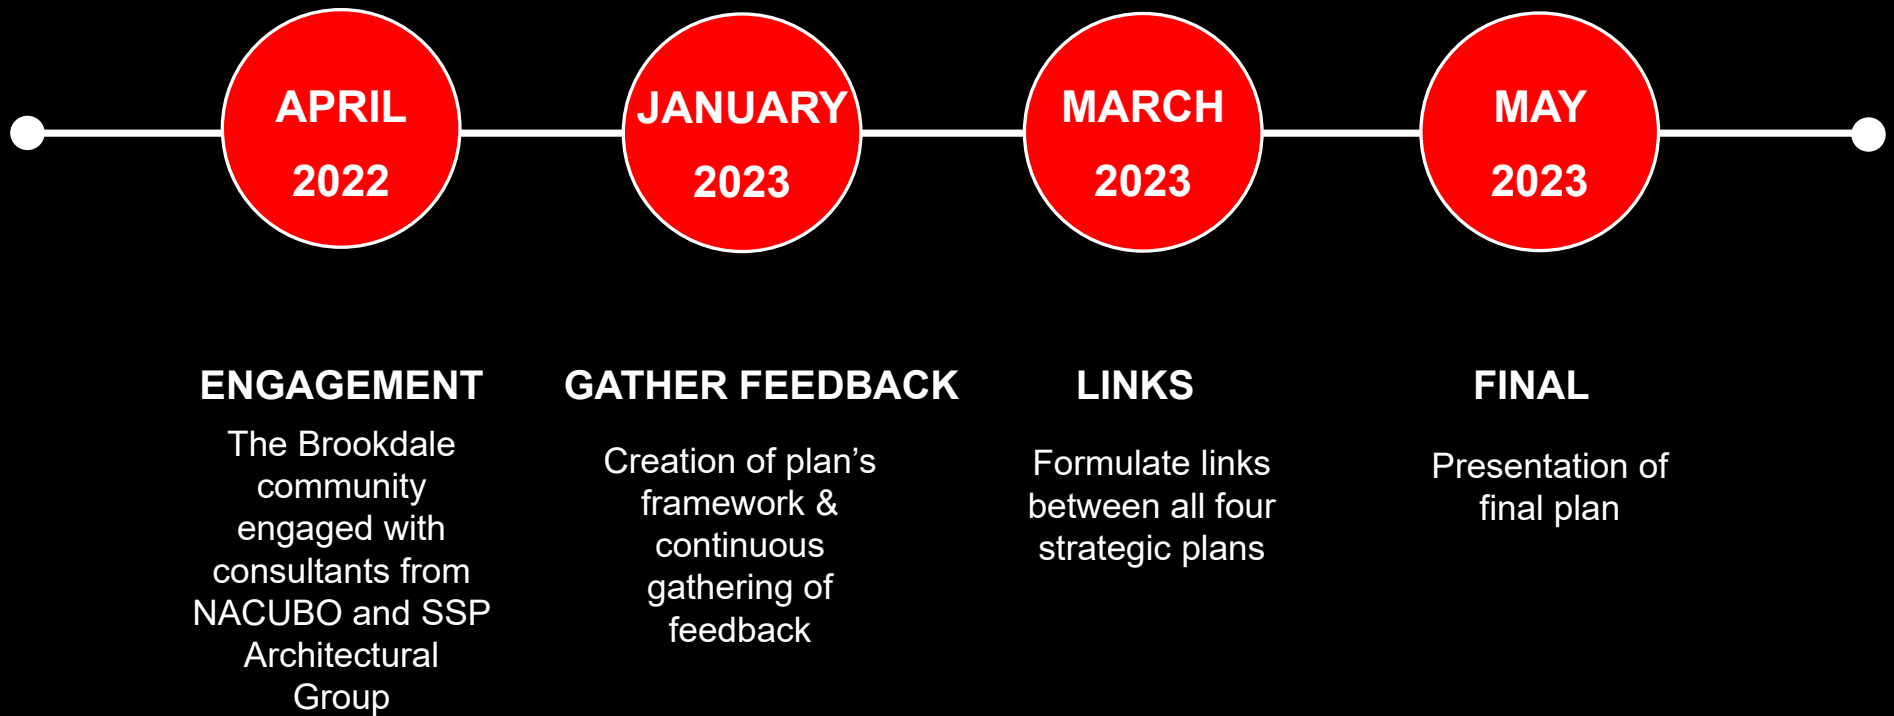 APRIL
2022
JANUARY
2023
MARCH
2023
MAY
2023
ENGAGEMENT
The Brookdale
community
engaged with
consultants from
NACUBO and SSP
Architectural
Group
GATHER FEEDBACK
Creation of plan’s
framework &
continuous
gathering of
feedback
LINKS
Formulate links
between all four
strategic plans
FINAL
Presentation of
final plan